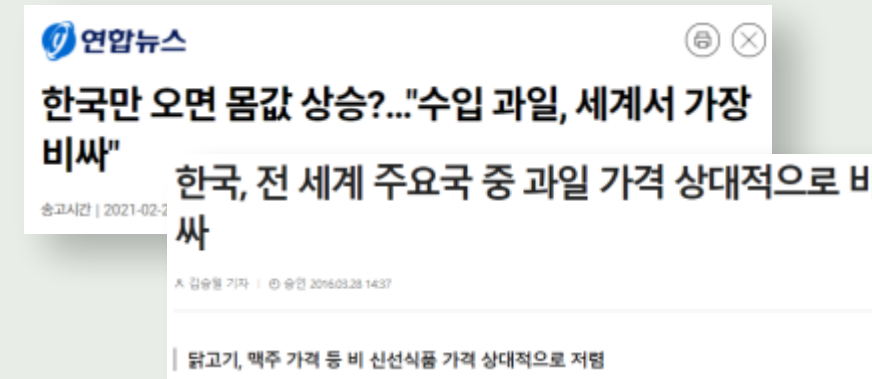 연합뉴스
한국만 오면 몸값 상승?..."수입 과일, 세계서 가장
비싸"
송고시간 | 2021-02-2
한국, 전 세계 주요국 중 과일 가격 상대적으로 비
싸
김승월 기자 | 승인 2016.03.28 14:37
닭고기, 맥주 가격 등 비 신선식품 가격 상대적으로 저렴